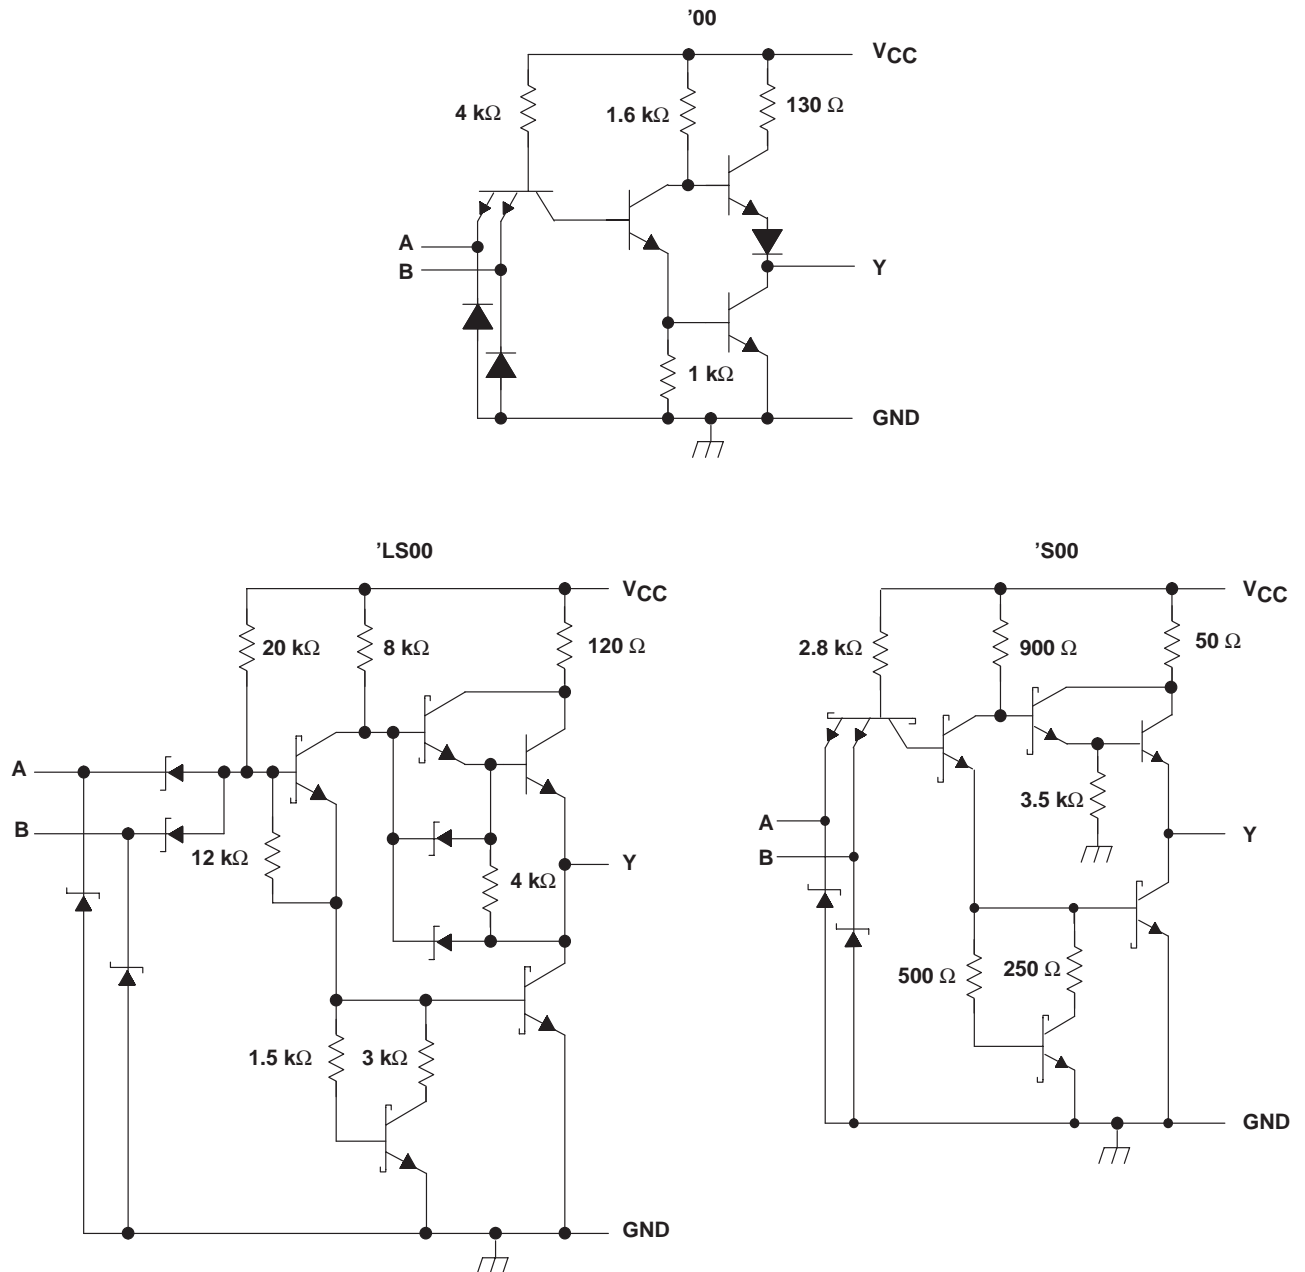 ’00
VCC
4 kΩ
1.6 kΩ
130 Ω
A
B
Y
1 kΩ
GND
’LS00
VCC
20 kΩ
8 kΩ
120 Ω
A
B
12 kΩ
4 kΩ
Y
1.5 kΩ
3 kΩ
GND
’S00
VCC
2.8 kΩ
900 Ω
50 Ω
3.5 kΩ
A
B
Y
500 Ω
250 Ω
GND